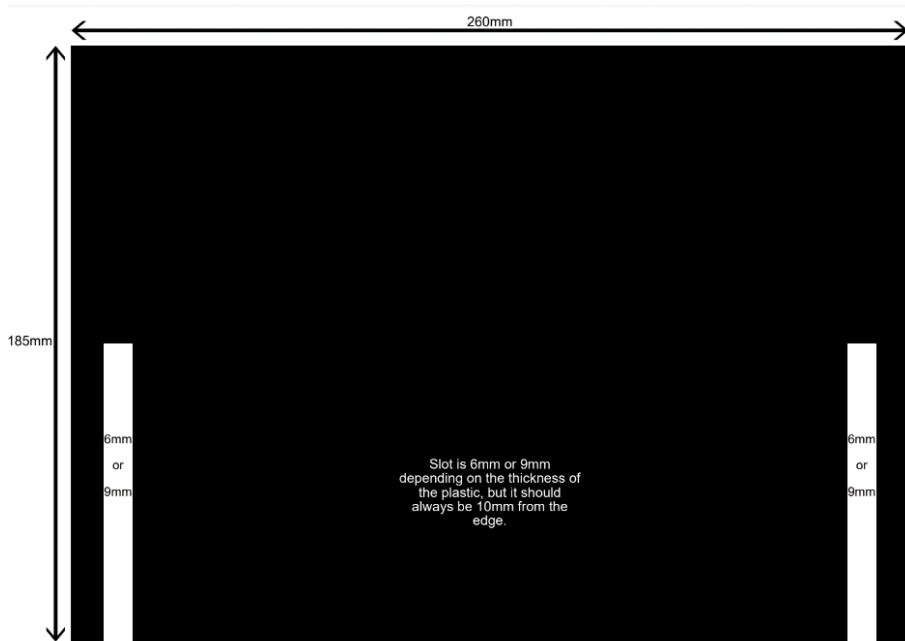 260mm
185mm
6mm
or
9mm
Slot is 6mm or 9mm
depending on the thickness of
the plastic, but it should
always be 10mm from the
edge.
6mm
or
9mm